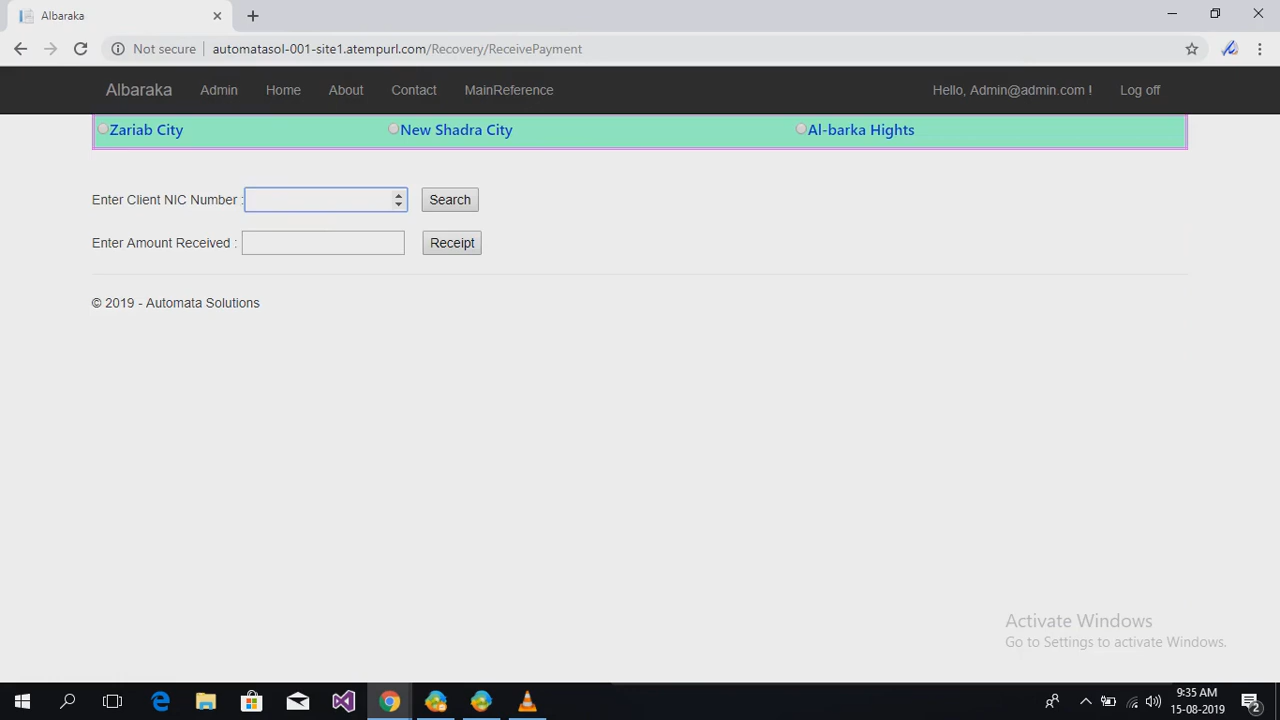 Albaraka
Not secure automatasol-001-site1.atempurl.com/Recovery/ReceivePayment
Albaraka Admin Home About Contact MainReference Hello, Admin@admin.com ! Log off
Zariab City New Shadra City Al-barka Hights
Enter Client NIC Number : Search
Enter Amount Received : Receipt
© 2019 - Automata Solutions
Activate Windows
Go to Settings to activate Windows.
9:35 AM
15-08-2019
2